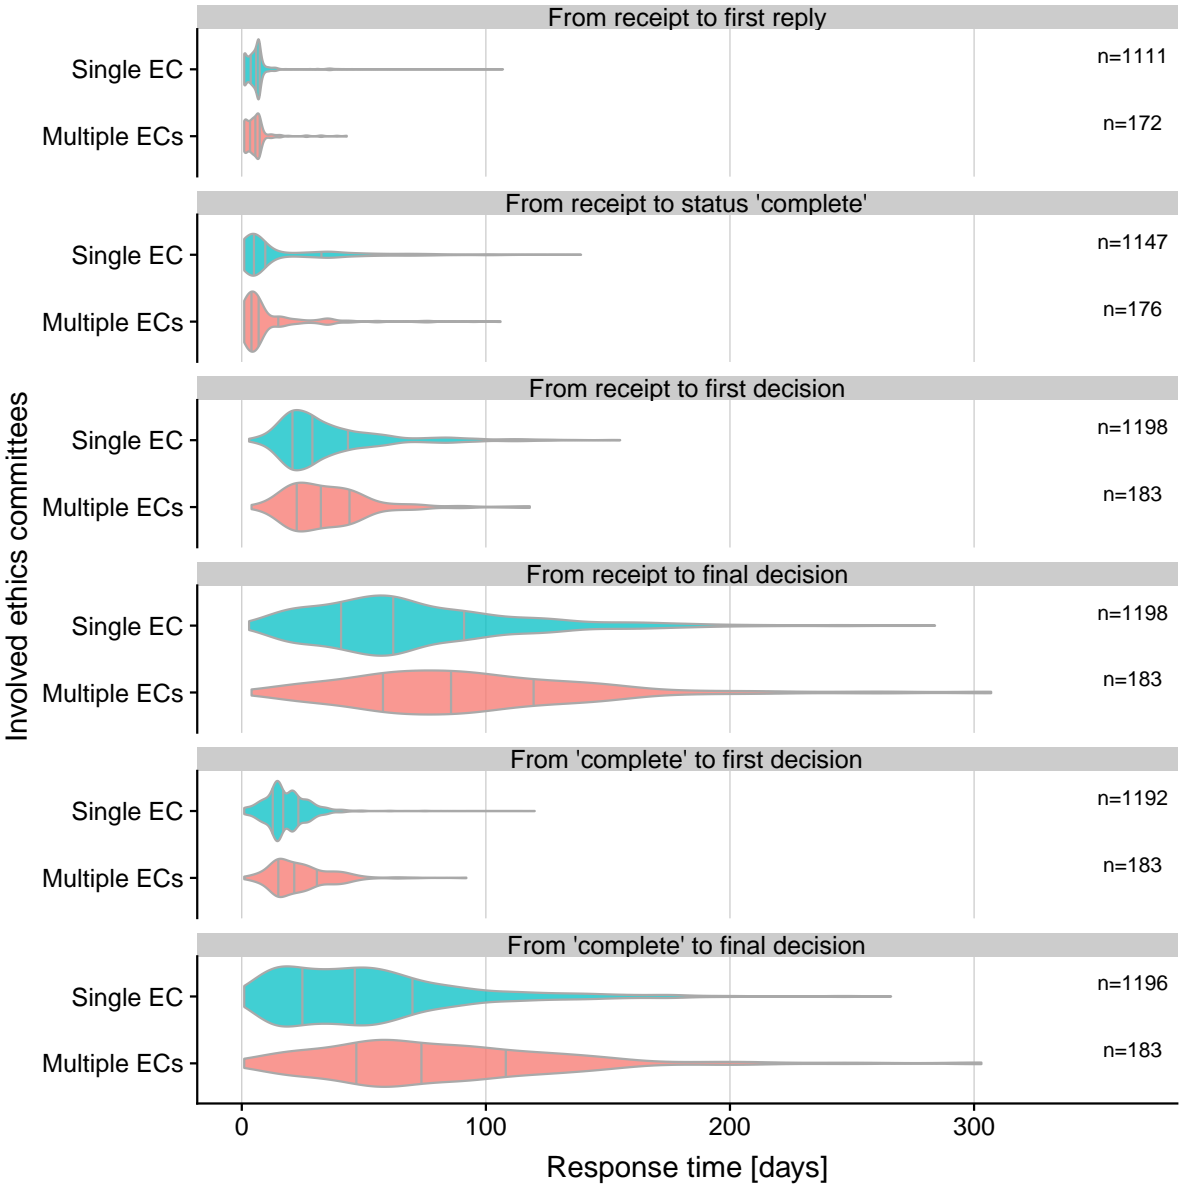 From receipt to first reply
Single EC
n=1111
Multiple ECs
n=172
From receipt to status 'complete'
Single EC
n=1147
Multiple ECs
n=176
From receipt to first decision
Single EC
n=1198
Multiple ECs
n=183
From receipt to final decision
Single EC
n=1198
Multiple ECs
n=183
From 'complete' to first decision
Single EC
n=1192
Multiple ECs
n=183
From 'complete' to final decision
Single EC
n=1196
Multiple ECs
n=183
0 100 200 300
Response time [days]
Involved ethics committees